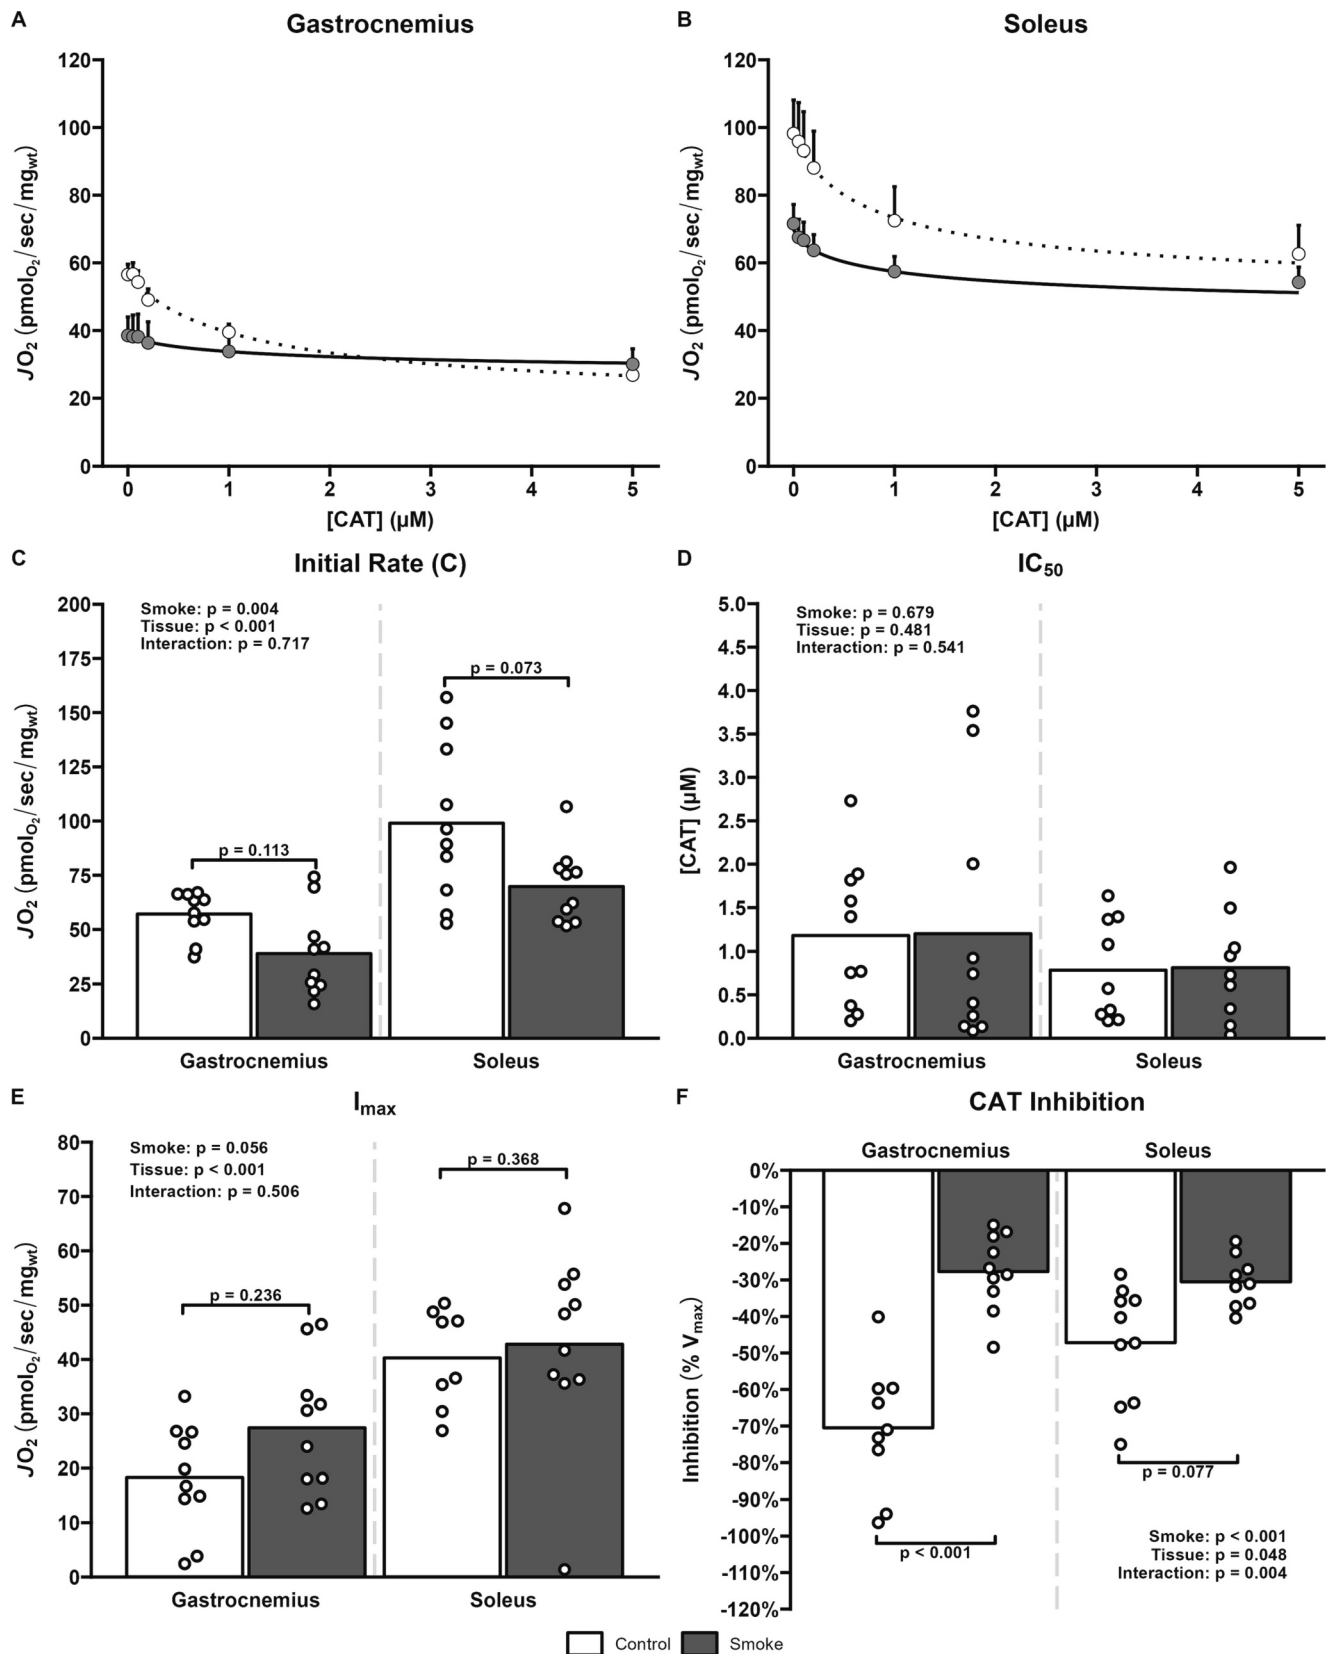 A
Gastrocnemius
JO2 (pmolO2/sec/mgwt)
120
100
80
60
40
20
0
0 1 2 3 4 5
[CAT] (µM)
B
Soleus
JO2 (pmolO2/sec/mgwt)
120
100
80
60
40
20
0
0 1 2 3 4 5
[CAT] (µM)
C
Initial Rate (C)
Smoke: p = 0.004
Tissue: p < 0.001
Interaction: p = 0.717
JO2 (pmolO2/sec/mgwt)
200
175
150
125
100
75
50
25
0
p = 0.113
p = 0.073
Gastrocnemius Soleus
D
IC50
Smoke: p = 0.679
Tissue: p = 0.481
Interaction: p = 0.541
[CAT] (µM)
5.0
4.5
4.0
3.5
3.0
2.5
2.0
1.5
1.0
0.5
0.0
Gastrocnemius Soleus
E
Imax
Smoke: p = 0.056
Tissue: p < 0.001
Interaction: p = 0.506
JO2 (pmolO2/sec/mgwt)
80
70
60
50
40
30
20
10
0
p = 0.236
p = 0.368
Gastrocnemius Soleus
F
CAT Inhibition
Gastrocnemius Soleus
Inhibition (% Vmax)
0%
-10%
-20%
-30%
-40%
-50%
-60%
-70%
-80%
-90%
-100%
-110%
-120%
p < 0.001
p = 0.077
Smoke: p < 0.001
Tissue: p = 0.048
Interaction: p = 0.004
Control Smoke